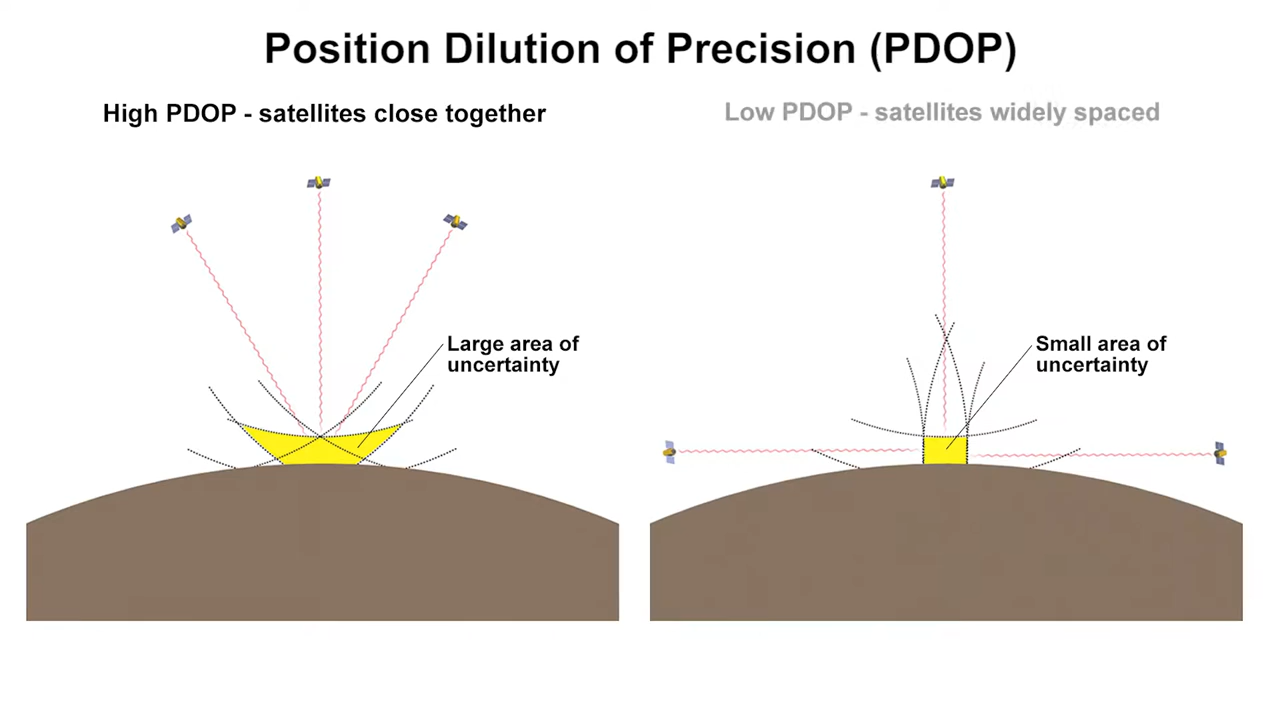 Position Dilution of Precision (PDOP)
High PDOP - satellites close together
Low PDOP - satellites widely spaced
Large area of
uncertainty
Small area of
uncertainty